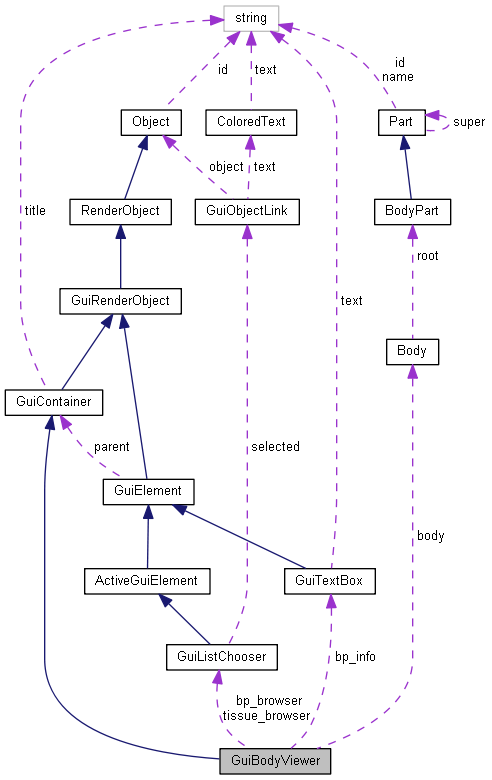 string
id
text
id
name
Object
ColoredText
Part
super
object
text
title
RenderObject
GuiObjectLink
BodyPart
root
GuiRenderObject
text
Body
GuiContainer
parent
selected
GuiElement
body
ActiveGuiElement
GuiTextBox
GuiListChooser
bp_info
bp_browser
tissue_browser
GuiBodyViewer